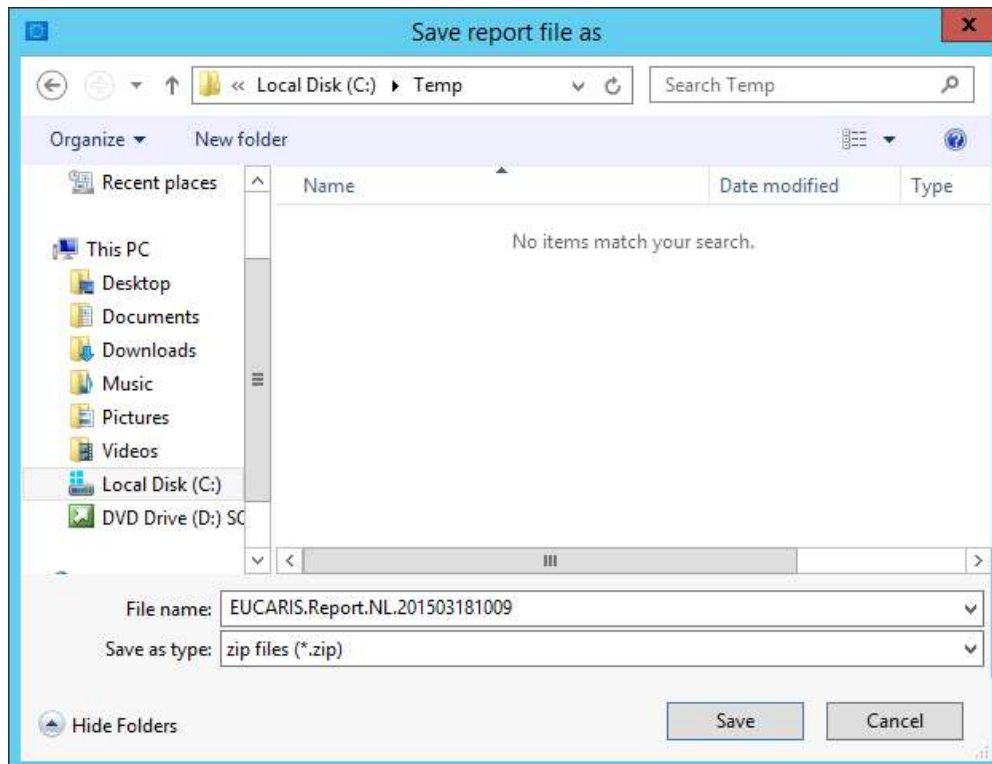 Save report file as
x
« Local Disk (C:) Temp
Search Temp
Organize
New folder
Recent places
This PC
Desktop
Documents
Downloads
Music
Pictures
Videos
Local Disk (C:)
DVD Drive (D:) SC
Name
Date modified
Type
No items match your search.
File name: EUCARIS.Report.NL.201503181009
Save as type: zip files (*.zip)
Hide Folders
Save
Cancel